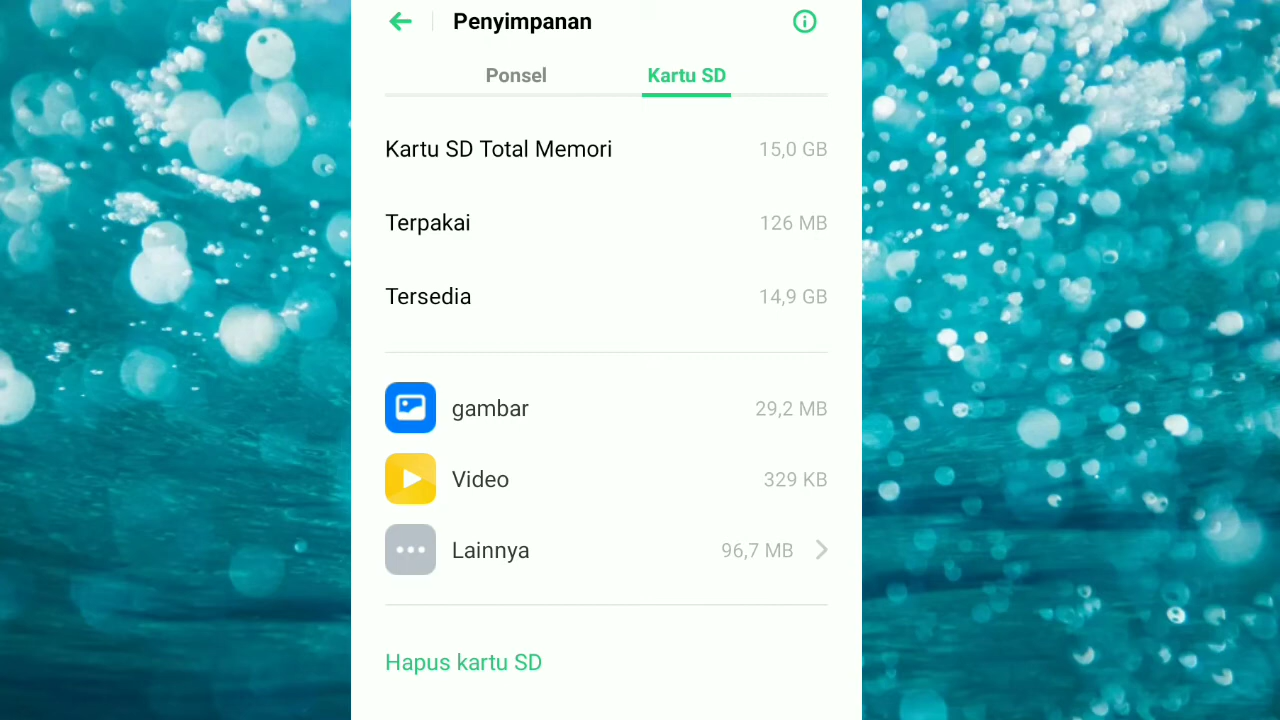 Penyimpanan
Ponsel Kartu SD
Kartu SD Total Memori 15,0 GB
Terpakai 126 MB
Tersedia 14,9 GB
gambar 29,2 MB
Video 329 KB
Lainnya 96,7 MB
Hapus kartu SD